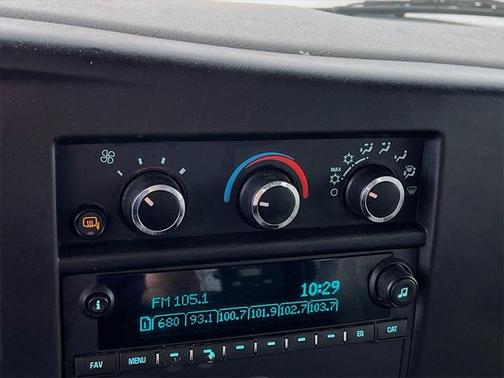 MAX
FM 105.1 10:29
680 93.1 100.7 101.9 102.7 103.7
FAV MENU EQ CAT